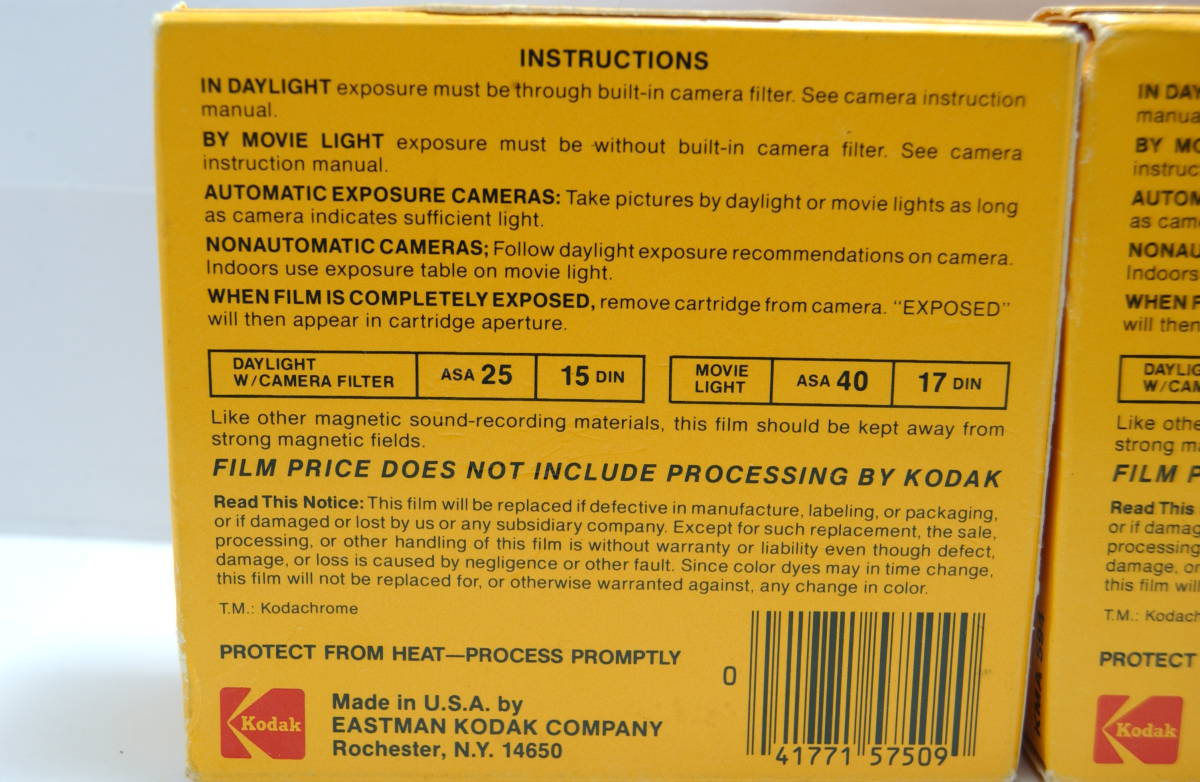 INSTRUCTIONS
IN DAYLIGHT exposure must be through built-in camera filter. See camera instruction
manual.
BY MOVIE LIGHT exposure must be without built-in camera filter. See camera
instruction manual.
AUTOMATIC EXPOSURE CAMERAS: Take pictures by daylight or movie lights as long
as camera indicates sufficient light.
NONAUTOMATIC CAMERAS; Follow daylight exposure recommendations on camera.
Indoors use exposure table on movie light.
WHEN FILM IS COMPLETELY EXPOSED, remove cartridge from camera. "EXPOSED"
will then appear in cartridge aperture.
DAYLIGHT
W/CAMERA FILTER
ASA 25
15 DIN
MOVIE
LIGHT
ASA 40
17 DIN
Like other magnetic sound-recording materials, this film should be kept away from
strong magnetic fields.
FILM PRICE DOES NOT INCLUDE PROCESSING BY KODAK
Read This Notice: This film will be replaced if defective in manufacture, labeling, or packaging,
or if damaged or lost by us or any subsidiary company. Except for such replacement, the sale,
processing, or other handling of this film is without warranty or liability even though defect,
damage, or loss is caused by negligence or other fault. Since color dyes may in time change,
this film will not be replaced for, or otherwise warranted against, any change in color.
T.M.: Kodachrome
PROTECT FROM HEAT—PROCESS PROMPTLY
Kodak
Made in U.S.A. by
EASTMAN KODAK COMPANY
Rochester, N.Y. 14650
0 41771 57509
IN DAY
manua
BY MO
instruc
AUTOM
as cam
NONAU
Indoors
WHEN F
will then
DAYLIG
W/CAM
Like othe
strong m
FILM P
Read This
or if damag
processing
damage, or
this film will
T.M.: Kodach
PROTECT
Kodak